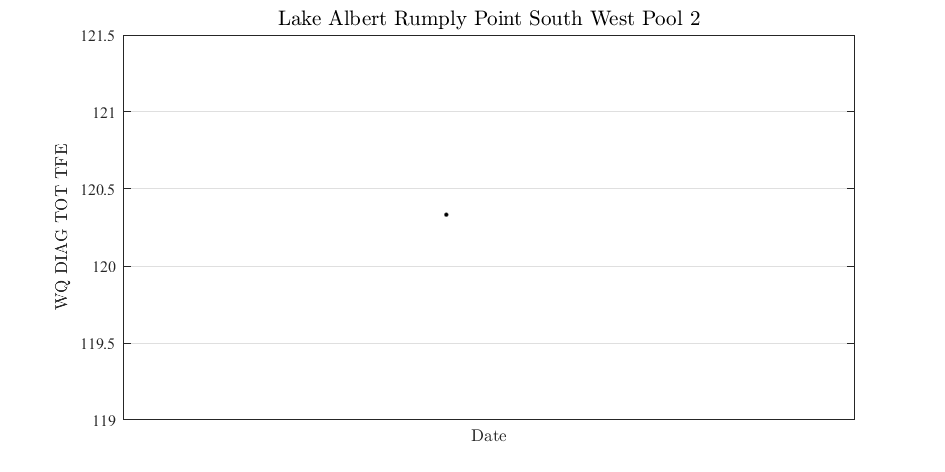 Lake Albert Rumply Point South West Pool 2
121.5
121
120.5
120
119.5
119
WQ DIAG TOT TFE
Date